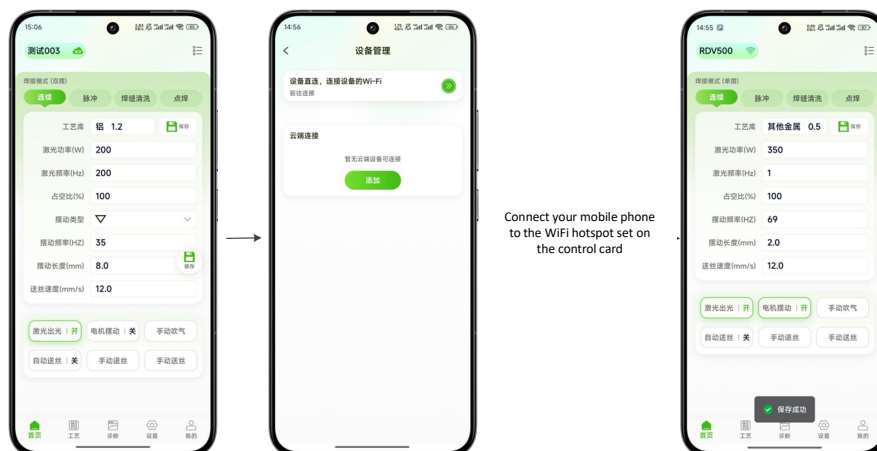 15:06
测试003
焊接模式 (双摆)
连续 脉冲 焊缝清洗 点焊
工艺库 铝 1.2 保存
激光功率(W) 200
激光频率(Hz) 200
占空比(%) 100
摆动类型
摆动频率(HZ) 35
摆动长度(mm) 8.0
保存
送丝速度(mm/s) 12.0
激光出光 | 开 电机摆动 | 关 手动吹气
自动送丝 | 关 手动退丝 手动送丝
首页 工艺 诊断 设置 我的
14:56
设备管理
设备直连，连接设备的Wi-Fi
前往连接
云端连接
暂无云端设备可连接
添加
Connect your mobile phone
to the WiFi hotspot set on
the control card
14:55
RDV500
焊接模式 (单摆)
连续 脉冲 焊缝清洗 点焊
工艺库 其他金属 0.5 保存
激光功率(W) 350
激光频率(Hz) 1
占空比(%) 100
摆动频率(HZ) 69
摆动长度(mm) 2.0
送丝速度(mm/s) 12.0
激光出光 | 开 电机摆动 | 开 手动吹气
自动送丝 | 关 手动退丝 手动送丝
保存成功
首页 工艺 诊断 设置 我的